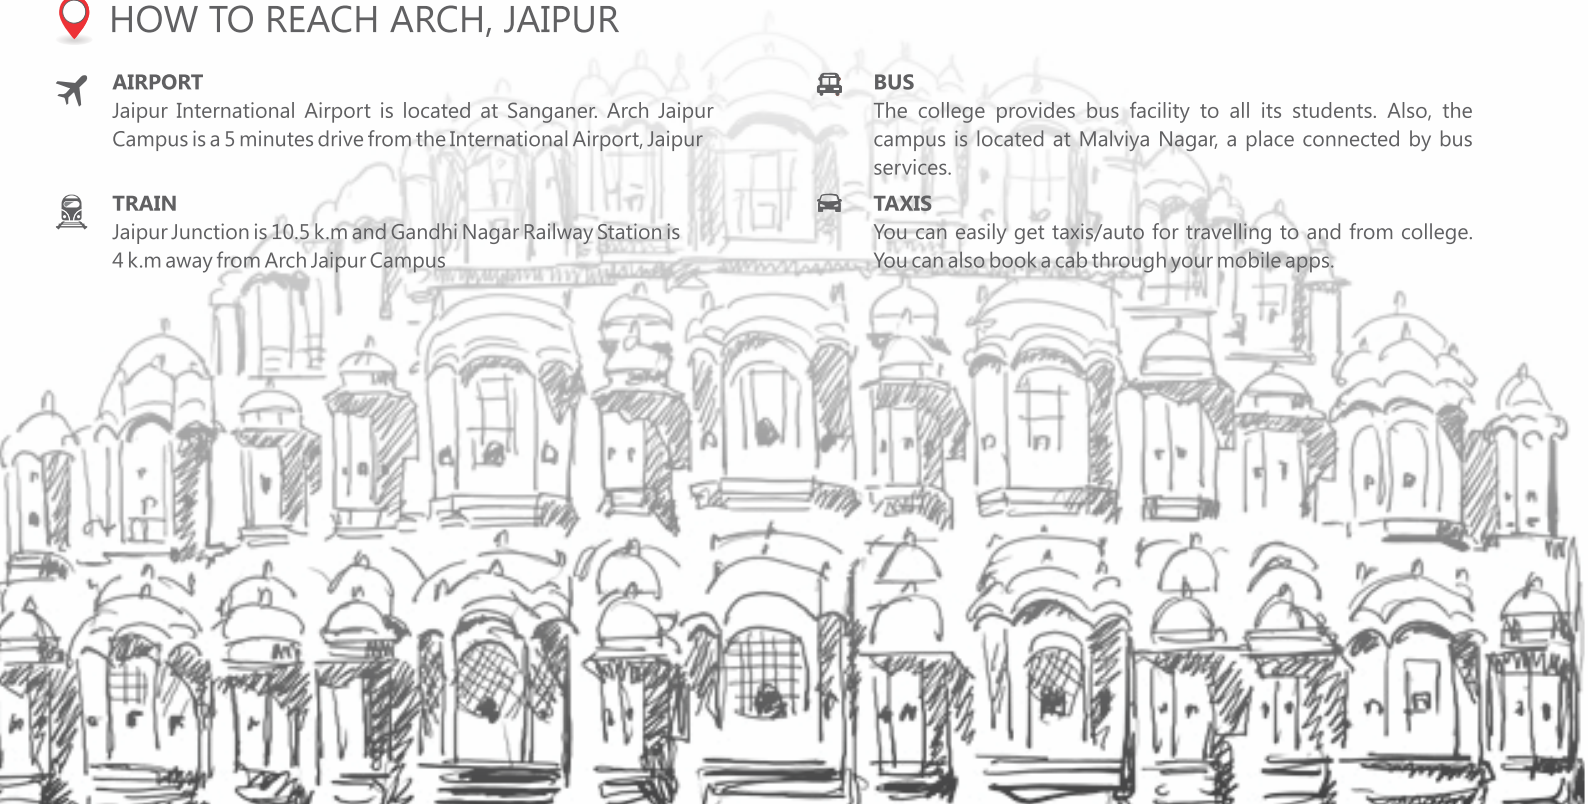 HOW TO REACH ARCH, JAIPUR
AIRPORT
Jaipur International Airport is located at Sanganer. Arch Jaipur
Campus is a 5 minutes drive from the International Airport, Jaipur
TRAIN
Jaipur Junction is 10.5 k.m and Gandhi Nagar Railway Station is
4 k.m away from Arch Jaipur Campus
BUS
The college provides bus facility to all its students. Also, the
campus is located at Malviya Nagar, a place connected by bus
services.
TAXIS
You can easily get taxis/auto for travelling to and from college.
You can also book a cab through your mobile apps.